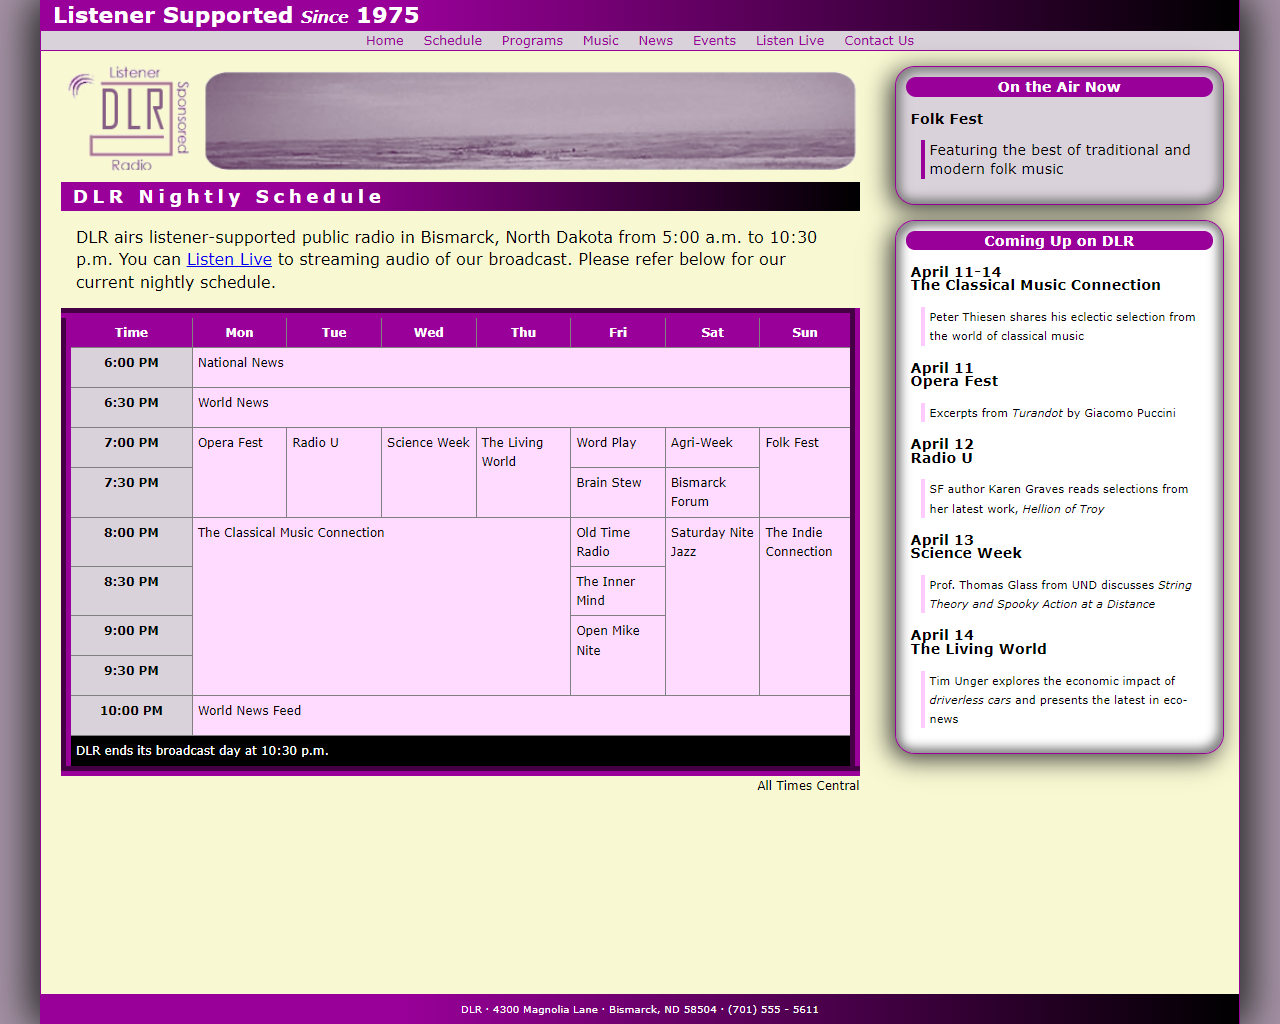 Listener Supported Since 1975
Home Schedule Programs Music News Events Listen Live Contact Us
Listener
DLR
Sponsored
Radio
DLR Nightly Schedule
DLR airs listener-supported public radio in Bismarck, North Dakota from 5:00 a.m. to 10:30
p.m. You can Listen Live to streaming audio of our broadcast. Please refer below for our
current nightly schedule.
Time Mon Tue Wed Thu Fri Sat Sun
6:00 PM National News
6:30 PM World News
7:00 PM Opera Fest Radio U Science Week The Living Word Play Agri-Week Folk Fest
World
7:30 PM Brain Stew Bismarck
Forum
8:00 PM The Classical Music Connection Old Time Saturday Nite The Indie
Radio Jazz Connection
8:30 PM The Inner
Mind
9:00 PM Open Mike
Nite
9:30 PM
10:00 PM World News Feed
DLR ends its broadcast day at 10:30 p.m.
All Times Central
On the Air Now
Folk Fest
Featuring the best of traditional and
modern folk music
Coming Up on DLR
April 11-14
The Classical Music Connection
Peter Thiesen shares his eclectic selection from
the world of classical music
April 11
Opera Fest
Excerpts from Turandot by Giacomo Puccini
April 12
Radio U
SF author Karen Graves reads selections from
her latest work, Hellion of Troy
April 13
Science Week
Prof. Thomas Glass from UND discusses String
Theory and Spooky Action at a Distance
April 14
The Living World
Tim Unger explores the economic impact of
driverless cars and presents the latest in eco-
news
DLR · 4300 Magnolia Lane · Bismarck, ND 58504 · (701) 555 - 5611